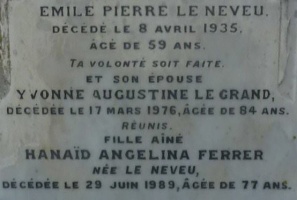 EMILE PIERRE LE NEVEU.
DÉCÉDÉ LE 8 AVRIL 1935,
ÂGÉ DE 59 ANS.
TA VOLONTÉ SOIT FAITE.
ET SON ÉPOUSE
YVONNE AUGUSTINE LE GRAND,
DÉCÉDÉE LE 17 MARS 1976, ÂGÉE DE 84 ANS.
RÉUNIS.
FILLE AÎNÉ
HANAÏD ANGELINA FERRER
NÉE LE NEVEU,
DÉCÉDÉE LE 29 JUIN 1989, ÂGÉE DE 77 ANS.